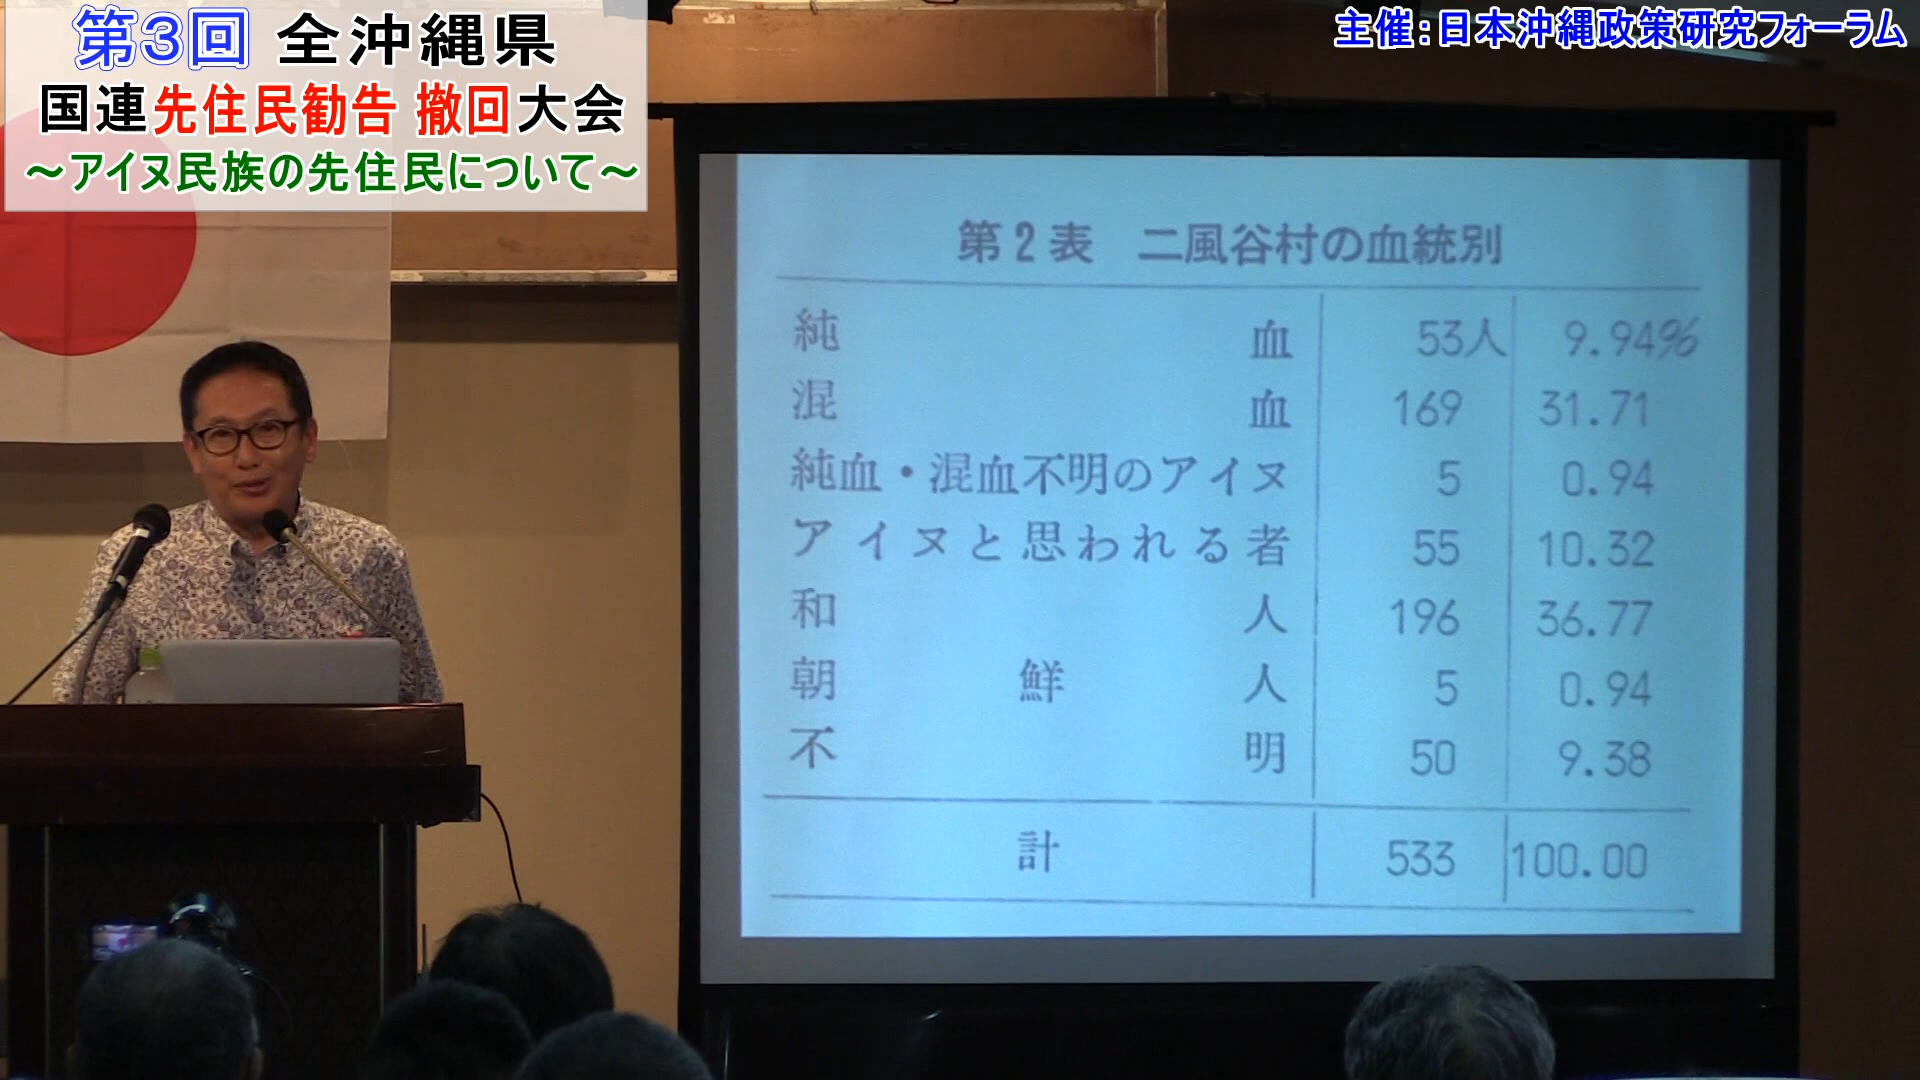 第3回 全沖縄県
国連先住民勧告 撤回大会
～アイヌ民族の先住民について～
主催：日本沖縄政策研究フォーラム
第2表 二風谷村の血統別
純血 53人 9.94%
混血 169 31.71
純血・混血不明のアイヌ 5 0.94
アイヌと思われる者 55 10.32
和人 196 36.77
朝鮮人 5 0.94
不明 50 9.38
計 533 100.00